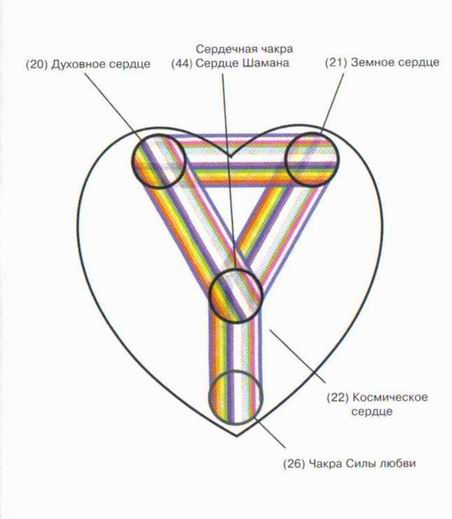 Сердечная чакра
(20) Духовное сердце
(44) Сердце Шамана
(21) Земное сердце
(22) Космическое
сердце
(26) Чакра Силы любви